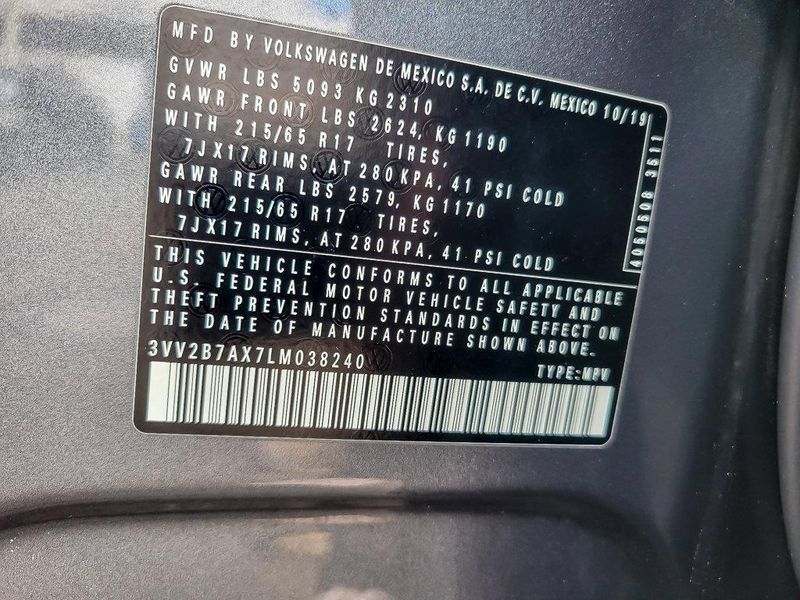 MFD BY VOLKSWAGEN DE MEXICO S.A. DE C.V. MEXICO 10/19
GVWR LBS 5093 KG 2310
GAWR FRONT LBS 2624, KG 1190
WITH 215/65 R17 TIRES,
7JX17 RIMS, AT 280 KPA, 41 PSI COLD
GAWR REAR LBS 2579, KG 1170
WITH 215/65 R17 TIRES,
7JX17 RIMS, AT 280 KPA, 41 PSI COLD
4060508 3511
THIS VEHICLE CONFORMS TO ALL APPLICABLE
U.S. FEDERAL MOTOR VEHICLE SAFETY AND
THEFT PREVENTION STANDARDS IN EFFECT ON
THE DATE OF MANUFACTURE SHOWN ABOVE.
3VV2B7AX7LM038240 TYPE:MPV